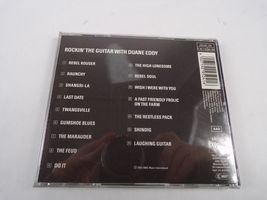 ROCKIN' THE GUITAR WITH DUANE EDDY
REBEL ROUSER
RAUNCHY
SHANGRI-LA
LAST DATE
TWANGSVILLE
GUMSHOE BLUES
THE MARAUDER
THE FEUD
DO IT
THE HIGH LONESOME
REBEL SOUL
WISH I WERE WITH YOU
A FAST FRIENDLY FROLIC
ON THE FARM
THE RESTLESS PACK
SHINDIG
LAUGHING GUITAR
AAD